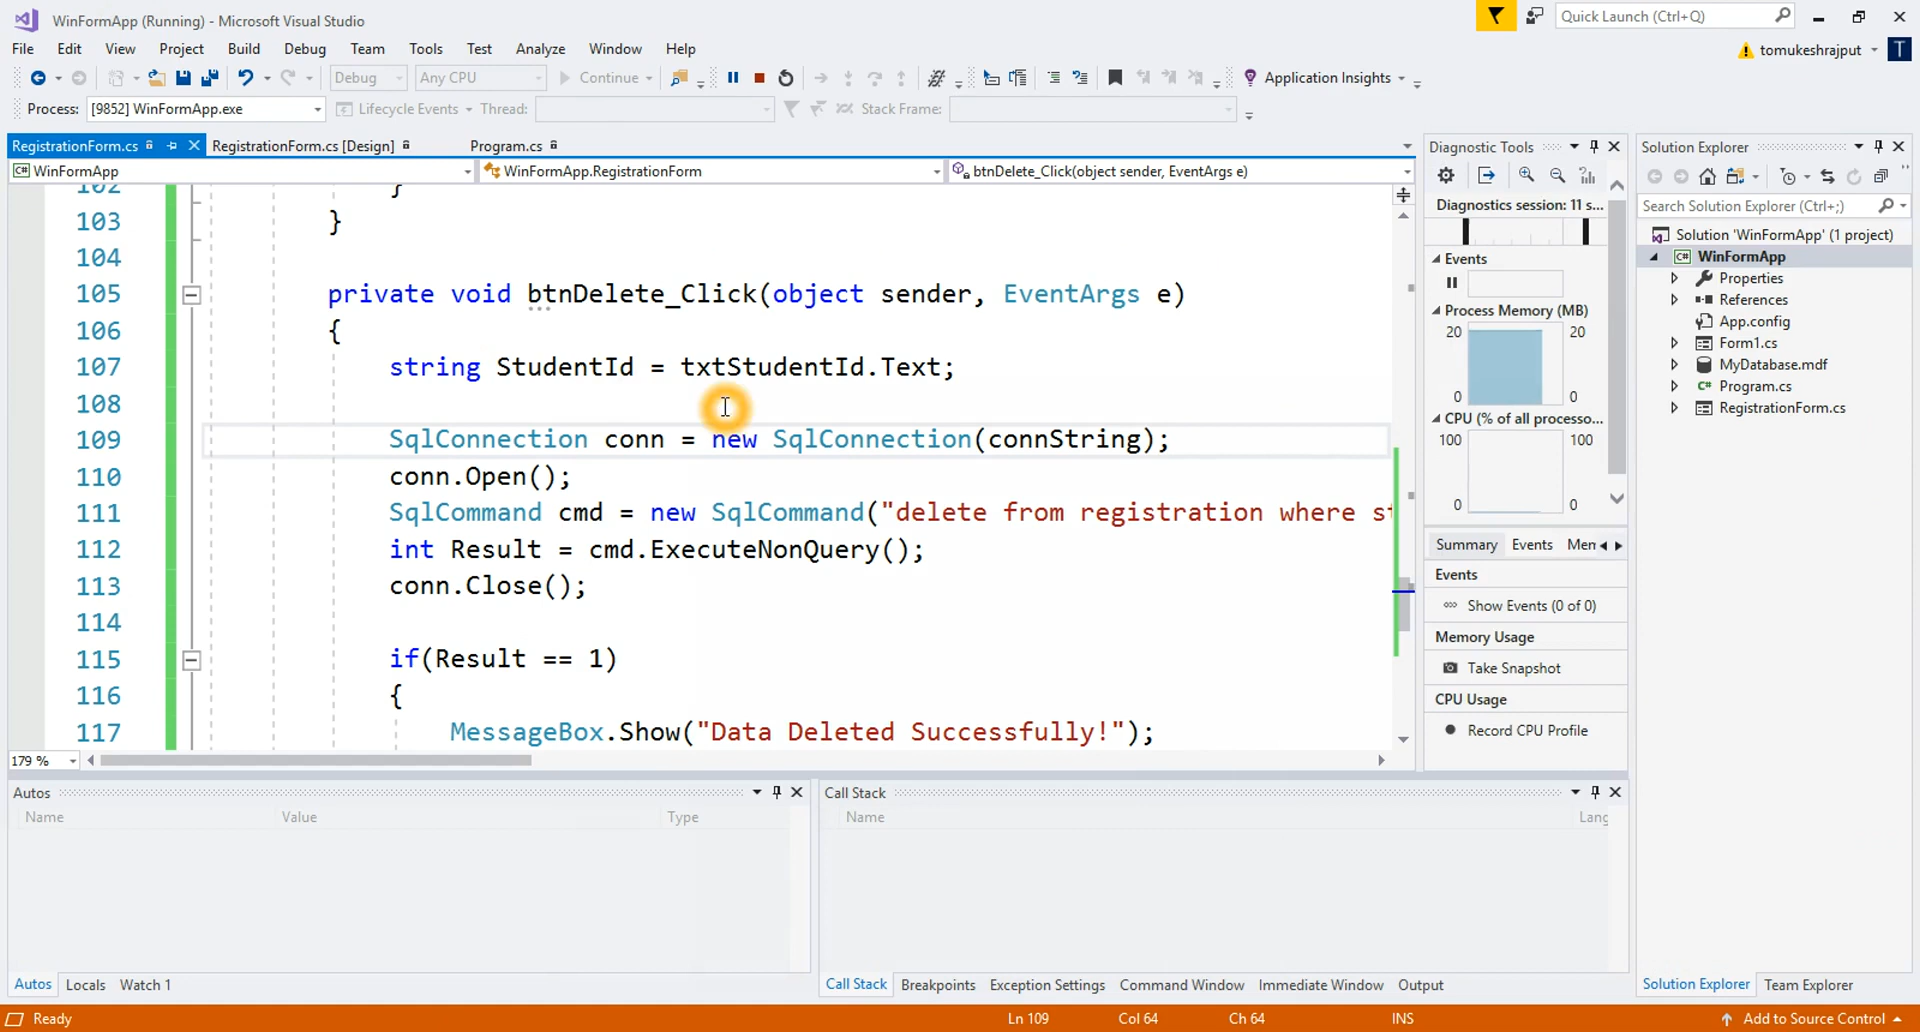 WinFormApp (Running) - Microsoft Visual Studio
Quick Launch (Ctrl+Q)
File Edit View Project Build Debug Team Tools Test Analyze Window Help
tomukeshrajput T
Debug Any CPU Continue Application Insights
Process: [9852] WinFormApp.exe Lifecycle Events Thread: Stack Frame:
RegistrationForm.cs RegistrationForm.cs [Design] Program.cs
C# WinFormApp WinFormApp.RegistrationForm btnDelete_Click(object sender, EventArgs e)
102 }
103 }
104
105 private void btnDelete_Click(object sender, EventArgs e)
106 {
107 string StudentId = txtStudentId.Text;
108
109 SqlConnection conn = new SqlConnection(connString);
110 conn.Open();
111 SqlCommand cmd = new SqlCommand("delete from registration where st
112 int Result = cmd.ExecuteNonQuery();
113 conn.Close();
114
115 if(Result == 1)
116 {
117 MessageBox.Show("Data Deleted Successfully!");
179 %
Diagnostic Tools
Diagnostics session: 11 s...
Events
Process Memory (MB)
20 20
0 0
CPU (% of all processo...
100 100
0 0
Summary Events Men
Events
Show Events (0 of 0)
Memory Usage
Take Snapshot
CPU Usage
Record CPU Profile
Solution Explorer
Search Solution Explorer (Ctrl+;)
Solution 'WinFormApp' (1 project)
C# WinFormApp
Properties
References
App.config
Form1.cs
MyDatabase.mdf
C# Program.cs
RegistrationForm.cs
Autos
Name Value Type
Call Stack
Name Lang
Autos Locals Watch 1
Call Stack Breakpoints Exception Settings Command Window Immediate Window Output
Solution Explorer Team Explorer
Ready Ln 109 Col 64 Ch 64 INS Add to Source Control